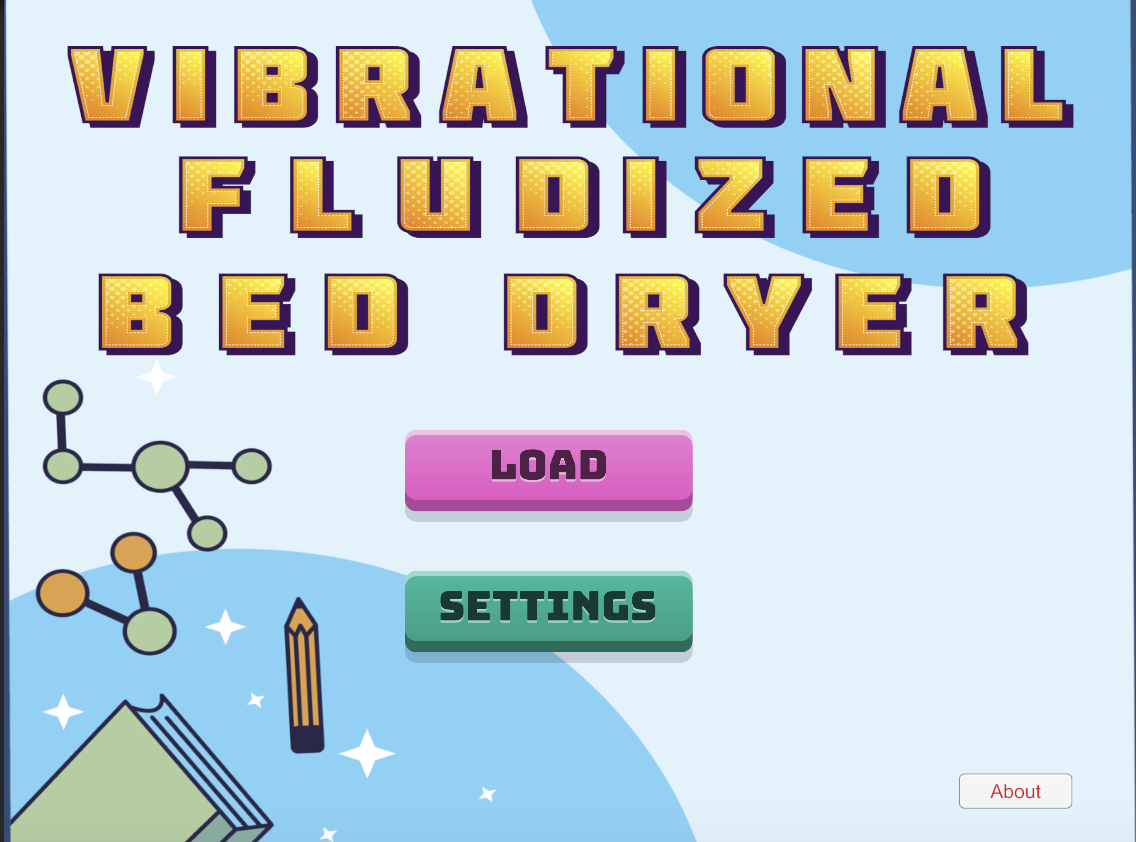 VIBRATIONAL
FLUDIZED
BED DRYER
LOAD
SETTINGS
About